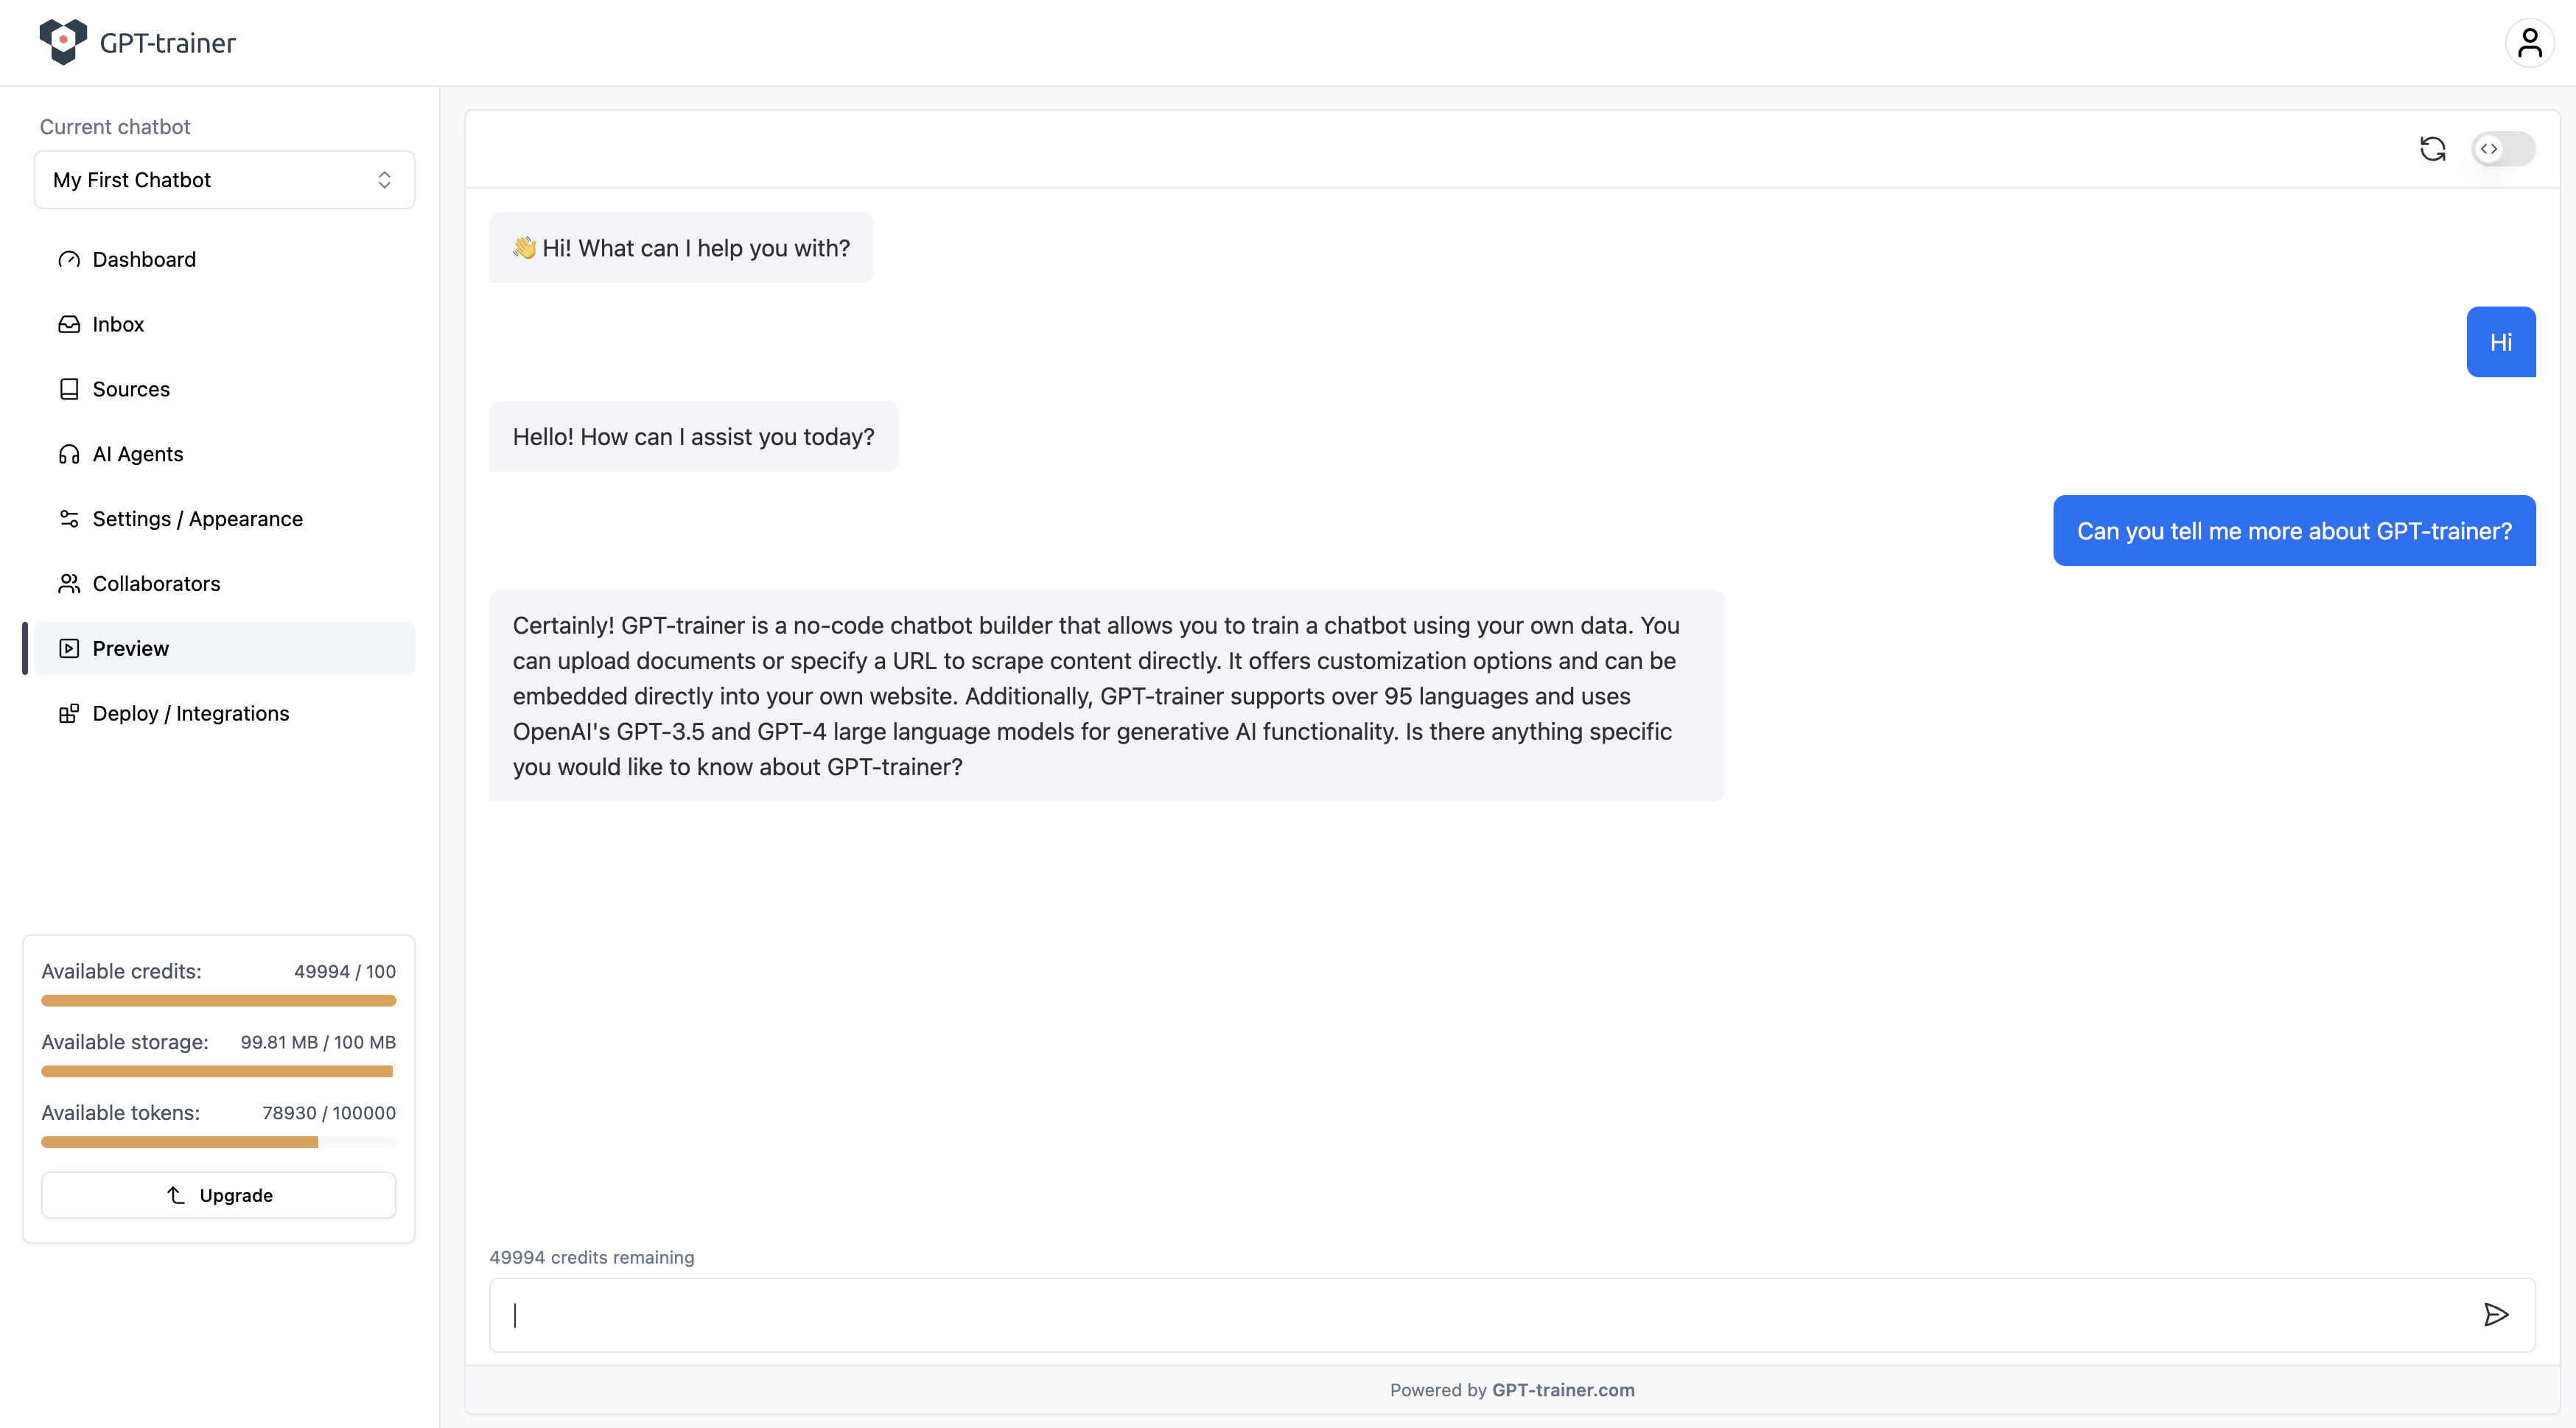 GPT-trainer
Current chatbot
My First Chatbot
Dashboard
Inbox
Sources
AI Agents
Settings / Appearance
Collaborators
Preview
Deploy / Integrations
Available credits: 49994 / 100
Available storage: 99.81 MB / 100 MB
Available tokens: 78930 / 100000
Upgrade
👋 Hi! What can I help you with?
Hi
Hello! How can I assist you today?
Can you tell me more about GPT-trainer?
Certainly! GPT-trainer is a no-code chatbot builder that allows you to train a chatbot using your own data. You
can upload documents or specify a URL to scrape content directly. It offers customization options and can be
embedded directly into your own website. Additionally, GPT-trainer supports over 95 languages and uses
OpenAI's GPT-3.5 and GPT-4 large language models for generative AI functionality. Is there anything specific
you would like to know about GPT-trainer?
49994 credits remaining
Powered by GPT-trainer.com